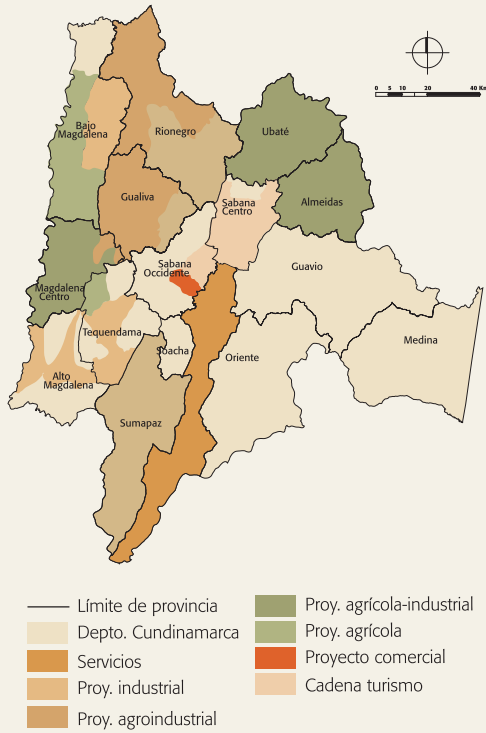 0 5 10 20 40 Km
Bajo
Magdalena
Rionegro
Ubaté
Gualiva
Sabana
Centro
Almeidas
Sabana
Occidente
Guavio
Magdalena
Centro
Tequendama
Soacha
Oriente
Medina
Alto
Magdalena
Sumapaz
Límite de provincia
Depto. Cundinamarca
Servicios
Proy. industrial
Proy. agroindustrial
Proy. agrícola-industrial
Proy. agrícola
Proyecto comercial
Cadena turismo